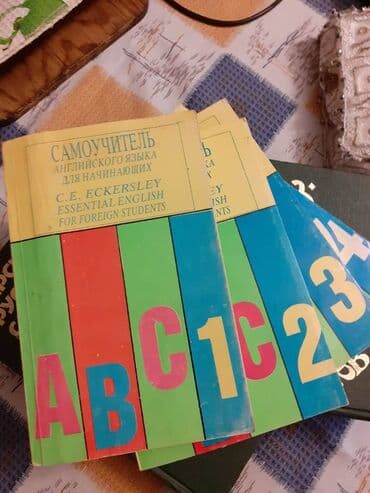 САМОУЧИТЕЛЬ
АНГЛИЙСКОГО ЯЗЫКА
ДЛЯ НАЧИНАЮЩИХ
C.E. ECKERSLEY
ESSENTIAL ENGLISH
FOR FOREIGN STUDENTS
ABC1
C2
3
4